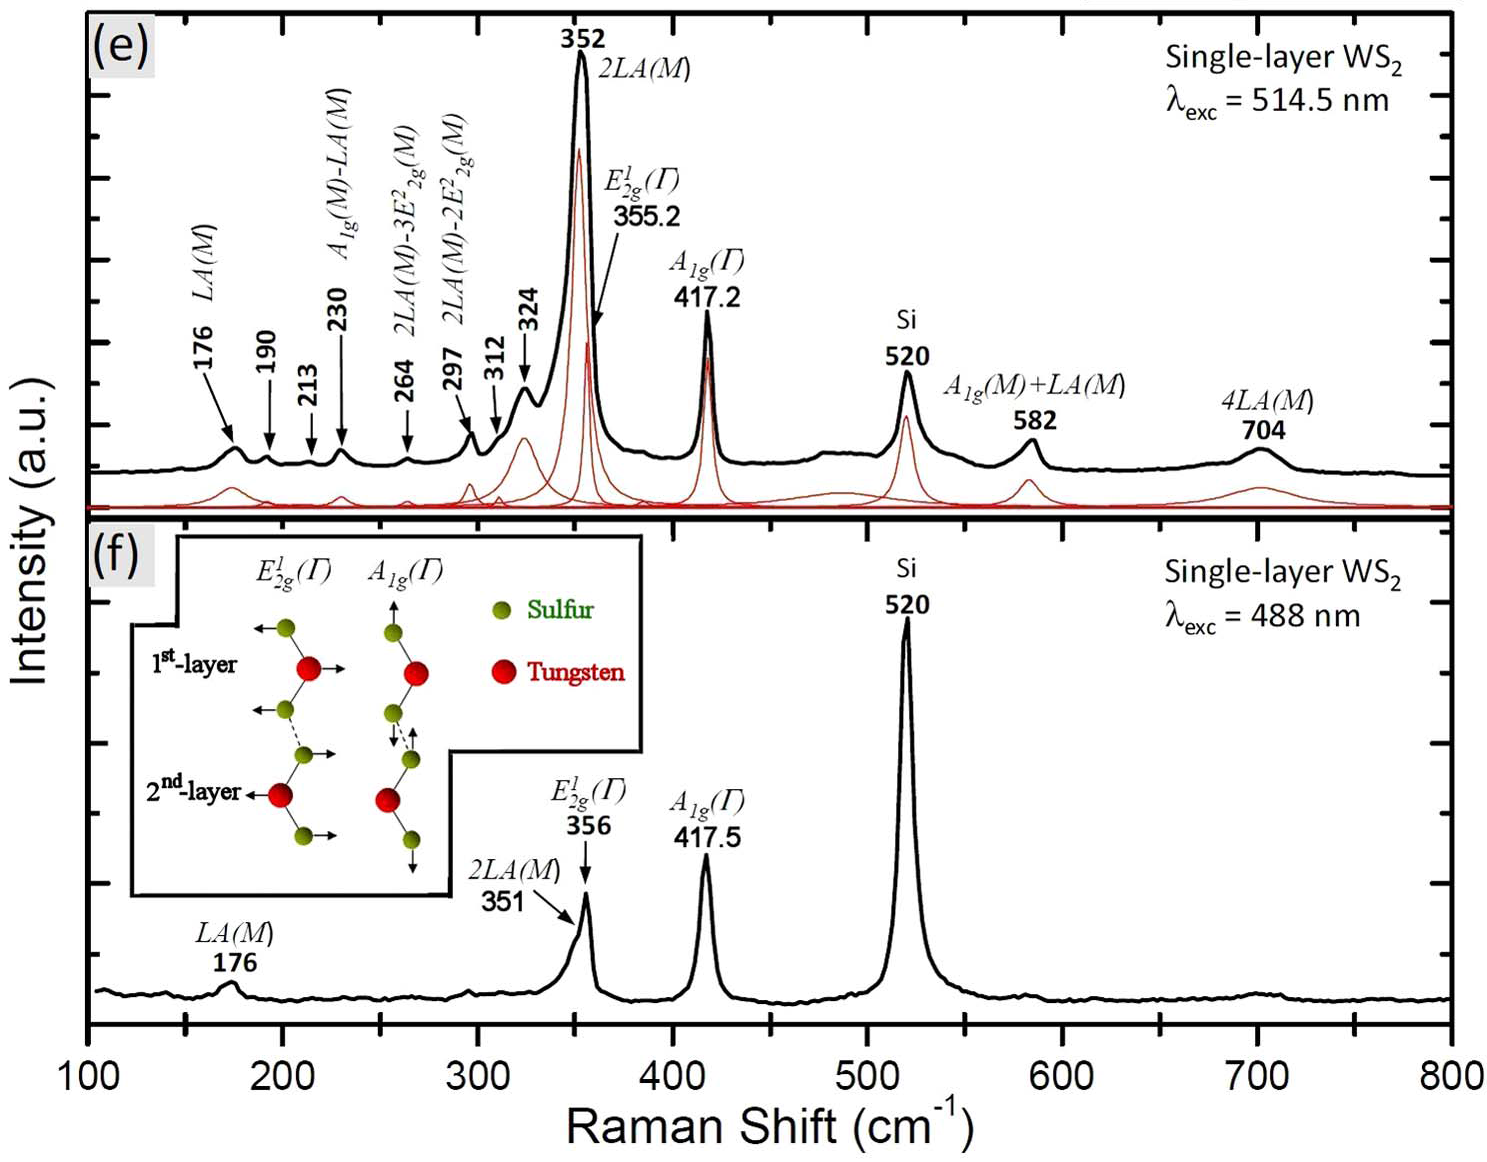 (e)
Single-layer WS₂
λexc = 514.5 nm
352
2LA(M)
E¹2g(Γ)
355.2
A1g(Γ)
417.2
176 LA(M)
190
213
230 A1g(M)-LA(M)
264 2LA(M)-3E²2g(M)
297 2LA(M)-2E²2g(M)
312
324
Si
520
A1g(M)+LA(M)
582
4LA(M)
704
Intensity (a.u.)
(f)
Single-layer WS₂
λexc = 488 nm
E¹2g(Γ) A1g(Γ)
Sulfur
1st-layer
Tungsten
2nd-layer
Si
520
E¹2g(Γ)
356
A1g(Γ)
417.5
2LA(M)
351
LA(M)
176
100 200 300 400 500 600 700 800
Raman Shift (cm⁻¹)